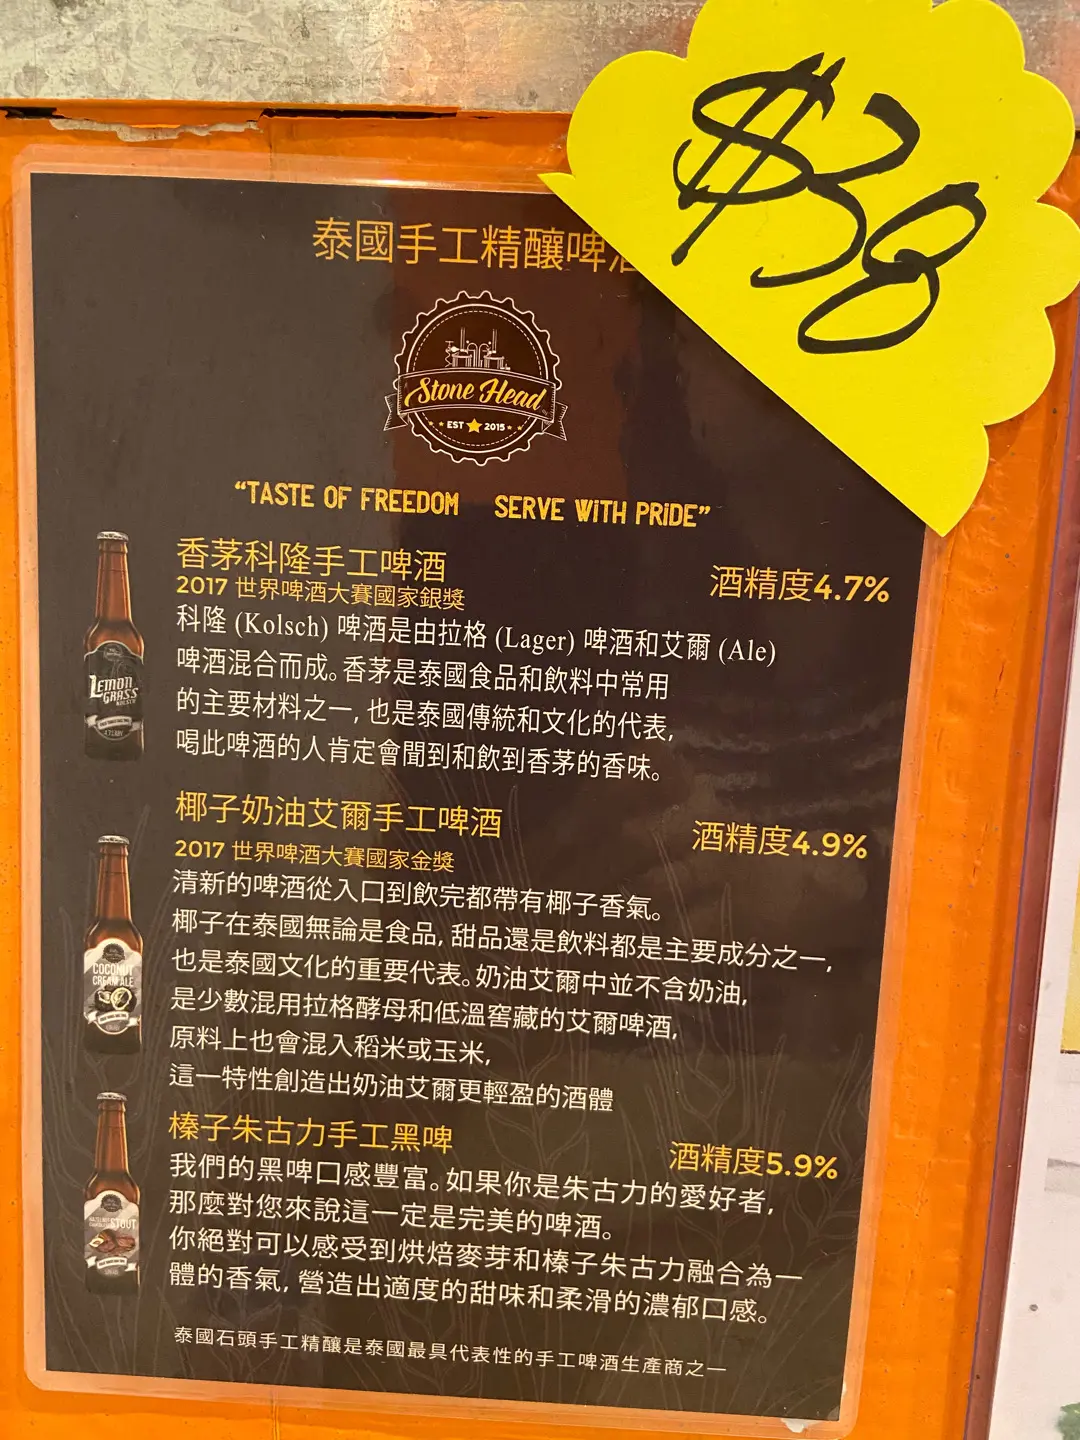 $38
泰國手工精釀啤酒
Stone Head
EST 2015
“TASTE OF FREEDOM SERVE WITH PRIDE”
香茅科隆手工啤酒
酒精度4.7%
2017 世界啤酒大賽國家銀獎
科隆 (Kolsch) 啤酒是由拉格 (Lager) 啤酒和艾爾 (Ale)
啤酒混合而成。香茅是泰國食品和飲料中常用
的主要材料之一, 也是泰國傳統和文化的代表,
喝此啤酒的人肯定會聞到和飲到香茅的香味。
LEMON
GRASS
KOLSCH
椰子奶油艾爾手工啤酒
酒精度4.9%
2017 世界啤酒大賽國家金獎
清新的啤酒從入口到飲完都帶有椰子香氣。
椰子在泰國無論是食品, 甜品還是飲料都是主要成分之一,
也是泰國文化的重要代表。奶油艾爾中並不含奶油,
是少數混用拉格酵母和低溫窖藏的艾爾啤酒,
原料上也會混入稻米或玉米,
這一特性創造出奶油艾爾更輕盈的酒體
COCONUT
CREAM ALE
榛子朱古力手工黑啤
酒精度5.9%
我們的黑啤口感豐富。如果你是朱古力的愛好者,
那麼對您來說這一定是完美的啤酒。
你絕對可以感受到烘焙麥芽和榛子朱古力融合為一
體的香氣, 營造出適度的甜味和柔滑的濃郁口感。
STOUT
泰國石頭手工精釀是泰國最具代表性的手工啤酒生產商之一